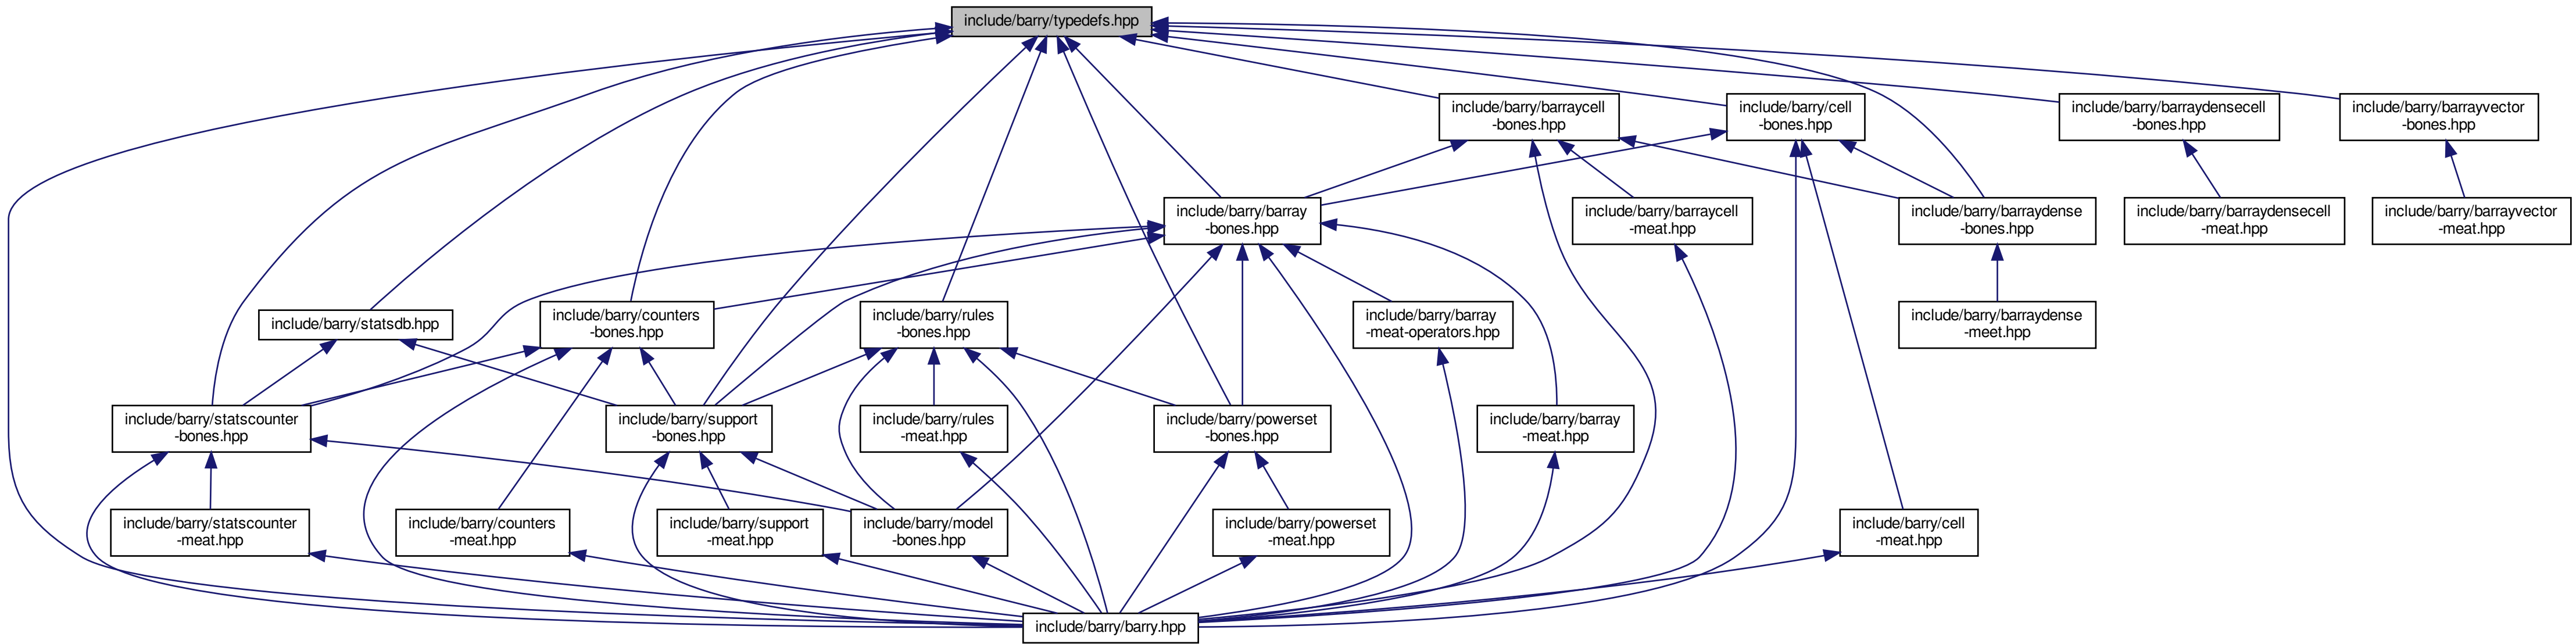 include/barry/typedefs.hpp
include/barry/barraycell
-bones.hpp
include/barry/cell
-bones.hpp
include/barry/barraydensecell
-bones.hpp
include/barry/barrayvector
-bones.hpp
include/barry/barray
-bones.hpp
include/barry/barraycell
-meat.hpp
include/barry/barraydense
-bones.hpp
include/barry/barraydensecell
-meat.hpp
include/barry/barrayvector
-meat.hpp
include/barry/statsdb.hpp
include/barry/counters
-bones.hpp
include/barry/rules
-bones.hpp
include/barry/barray
-meat-operators.hpp
include/barry/barraydense
-meet.hpp
include/barry/statscounter
-bones.hpp
include/barry/support
-bones.hpp
include/barry/rules
-meat.hpp
include/barry/powerset
-bones.hpp
include/barry/barray
-meat.hpp
include/barry/statscounter
-meat.hpp
include/barry/counters
-meat.hpp
include/barry/support
-meat.hpp
include/barry/model
-bones.hpp
include/barry/powerset
-meat.hpp
include/barry/cell
-meat.hpp
include/barry/barry.hpp